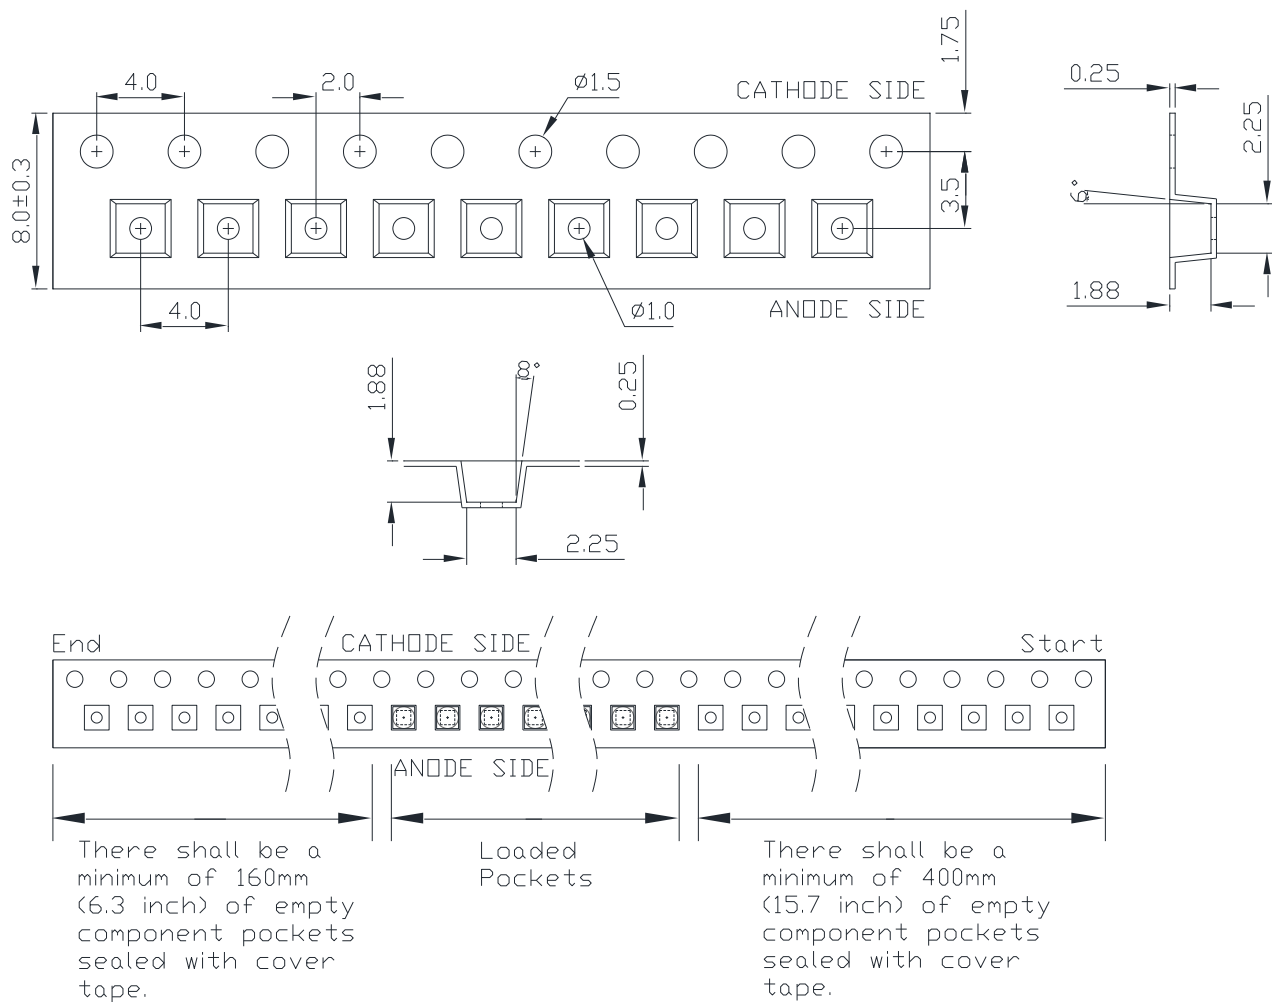 1.75
4.0
2.0
ø1.5
CATHODE SIDE
0.25
8.0±0.3
3.5
6°
2.25
4.0
ø1.0
ANODE SIDE
1.88
1.88
8°
0.25
2.25
End
CATHODE SIDE
Start
ANODE SIDE
There shall be a
minimum of 160mm
(6.3 inch) of empty
component pockets
sealed with cover
tape.
Loaded
Pockets
There shall be a
minimum of 400mm
(15.7 inch) of empty
component pockets
sealed with cover
tape.